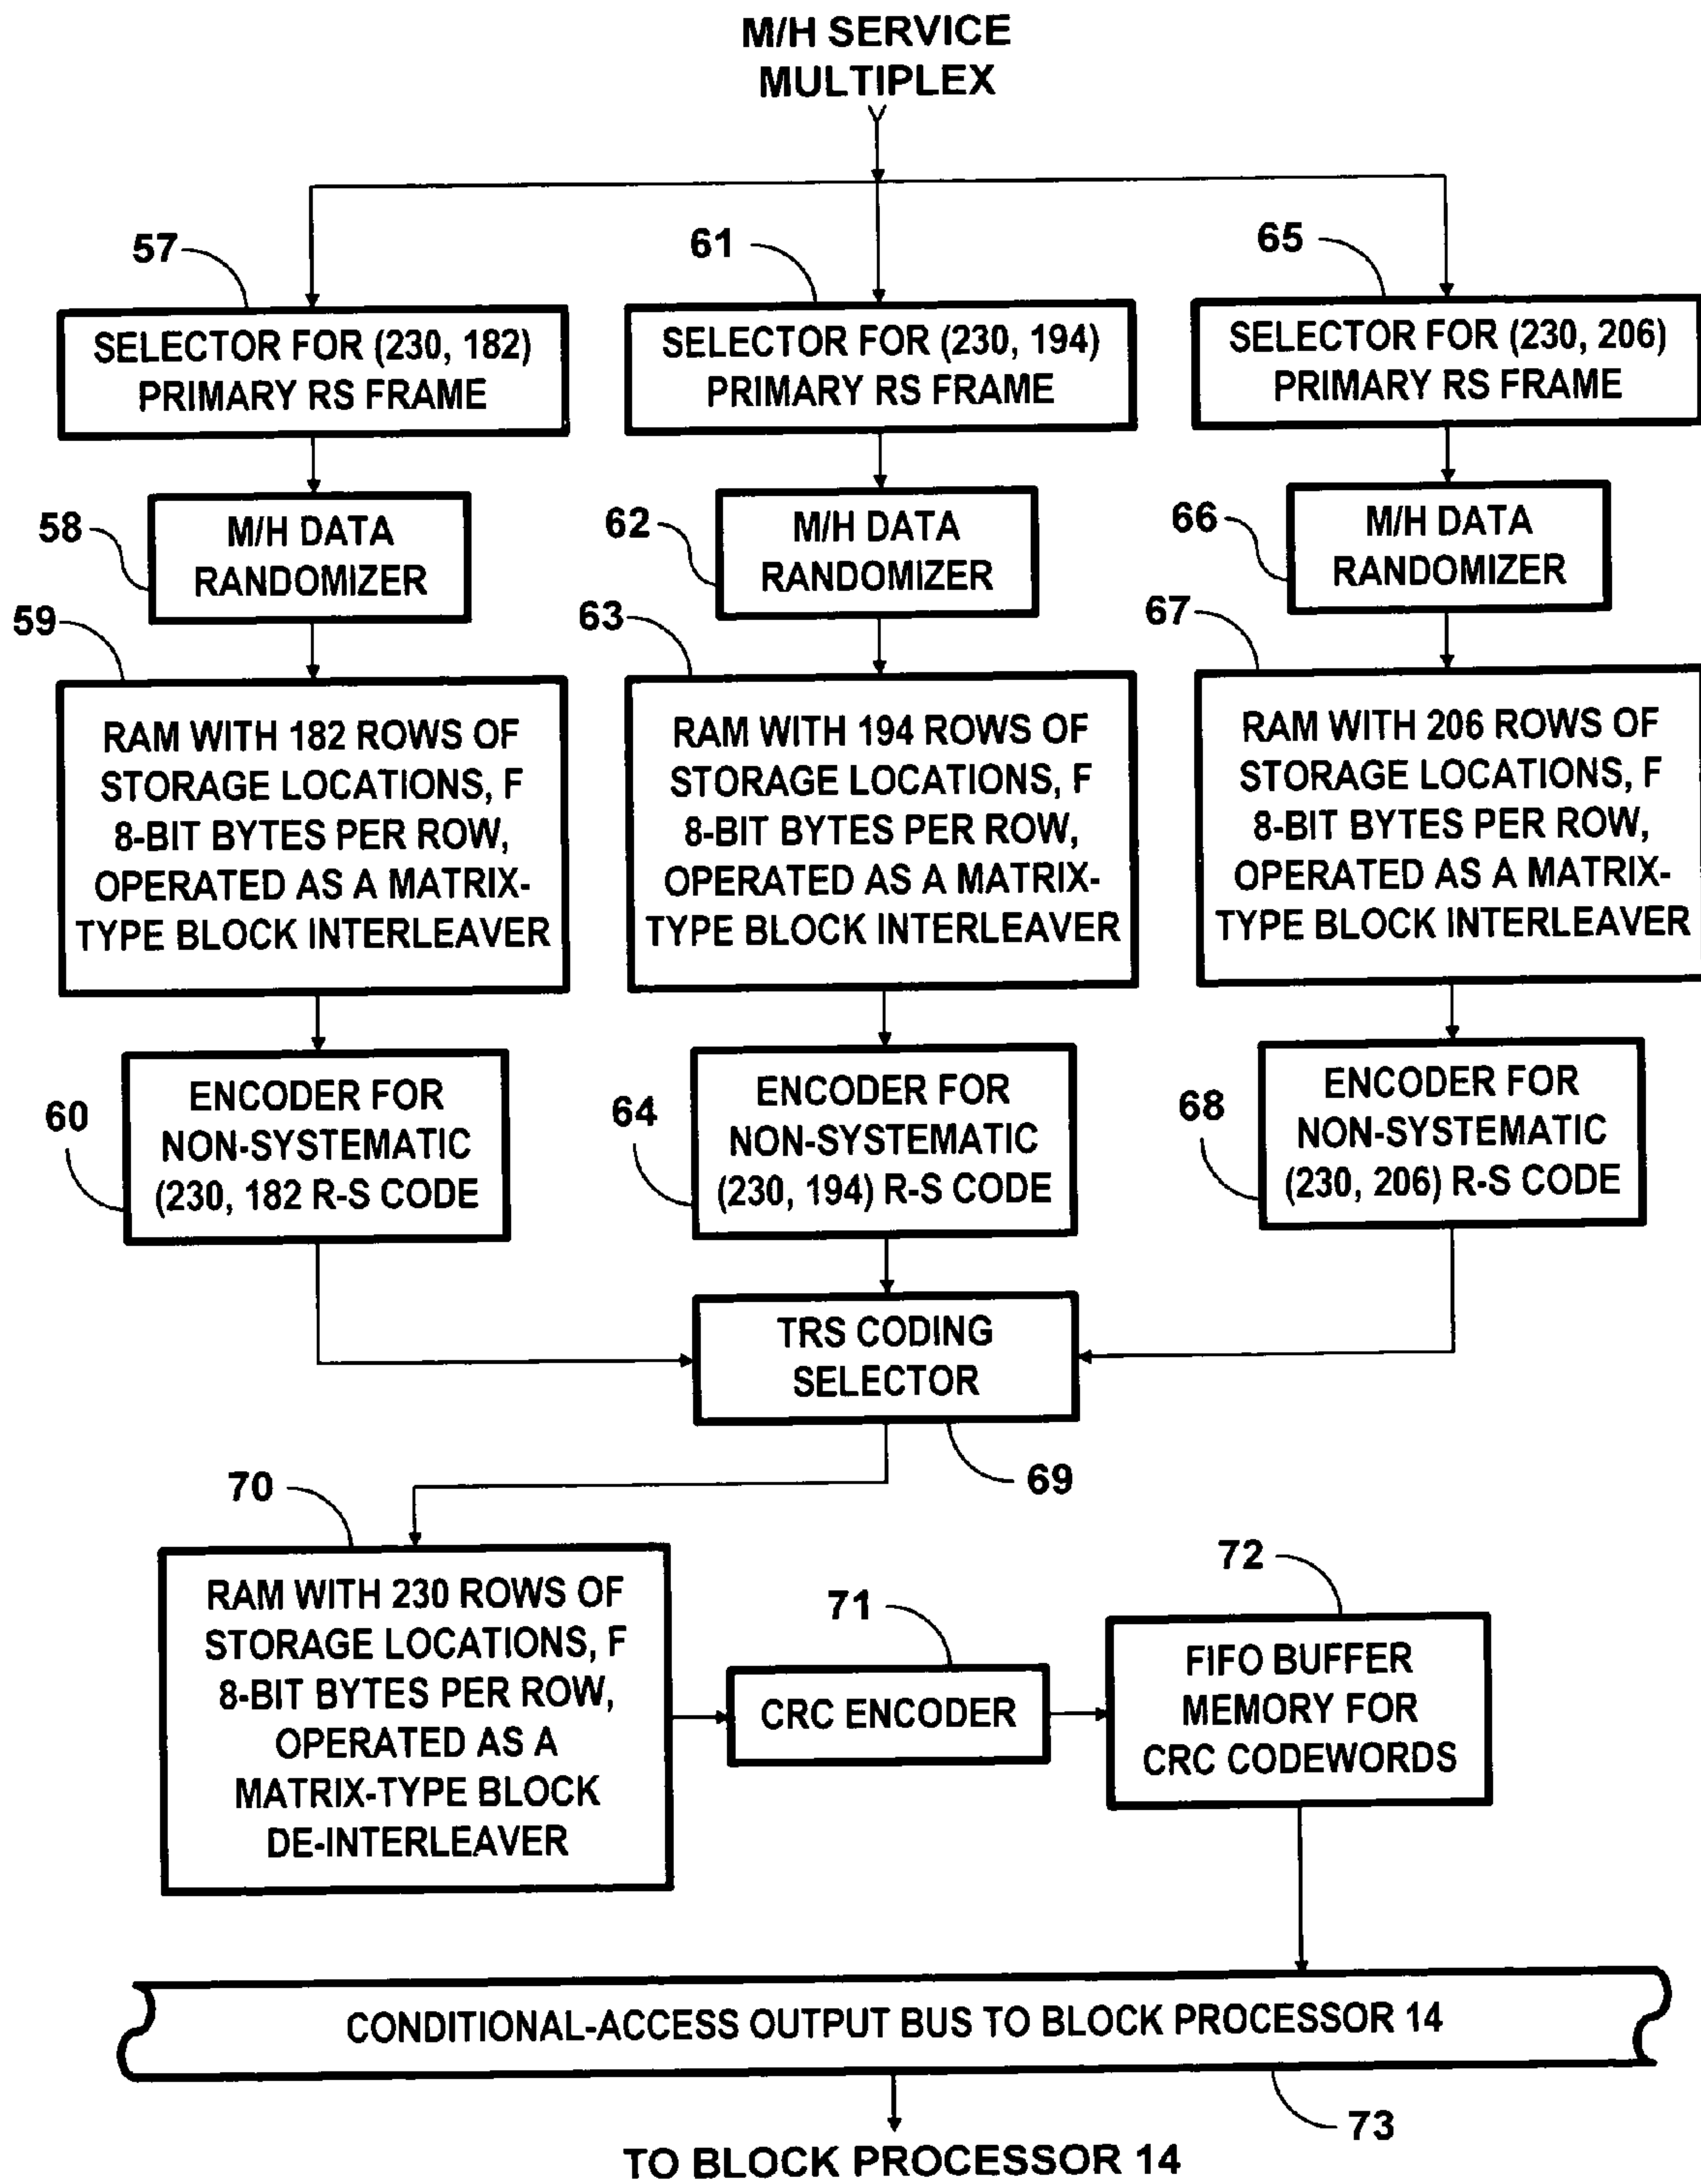 M/H SERVICE
MULTIPLEX
57
61
65
SELECTOR FOR (230, 182)
PRIMARY RS FRAME
SELECTOR FOR (230, 194)
PRIMARY RS FRAME
SELECTOR FOR (230, 206)
PRIMARY RS FRAME
58
M/H DATA
RANDOMIZER
62
M/H DATA
RANDOMIZER
66
M/H DATA
RANDOMIZER
59
63
67
RAM WITH 182 ROWS OF
STORAGE LOCATIONS, F
8-BIT BYTES PER ROW,
OPERATED AS A MATRIX-
TYPE BLOCK INTERLEAVER
RAM WITH 194 ROWS OF
STORAGE LOCATIONS, F
8-BIT BYTES PER ROW,
OPERATED AS A MATRIX-
TYPE BLOCK INTERLEAVER
RAM WITH 206 ROWS OF
STORAGE LOCATIONS, F
8-BIT BYTES PER ROW,
OPERATED AS A MATRIX-
TYPE BLOCK INTERLEAVER
60
ENCODER FOR
NON-SYSTEMATIC
(230, 182 R-S CODE
64
ENCODER FOR
NON-SYSTEMATIC
(230, 194) R-S CODE
68
ENCODER FOR
NON-SYSTEMATIC
(230, 206) R-S CODE
TRS CODING
SELECTOR
69
70
RAM WITH 230 ROWS OF
STORAGE LOCATIONS, F
8-BIT BYTES PER ROW,
OPERATED AS A
MATRIX-TYPE BLOCK
DE-INTERLEAVER
71
CRC ENCODER
72
FIFO BUFFER
MEMORY FOR
CRC CODEWORDS
CONDITIONAL-ACCESS OUTPUT BUS TO BLOCK PROCESSOR 14
73
TO BLOCK PROCESSOR 14